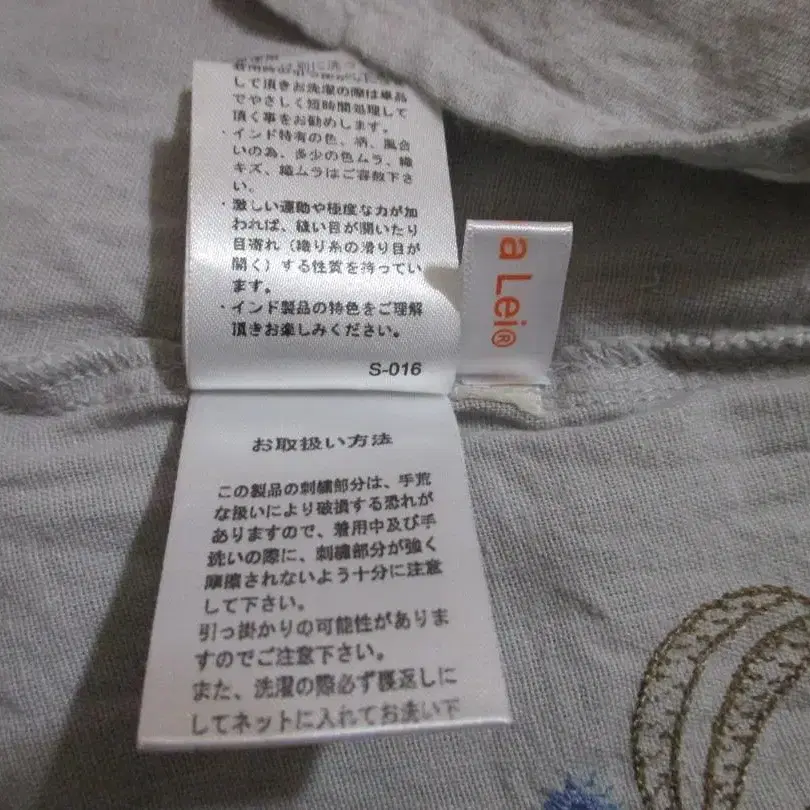 して頂きお洗濯の際は単品
でやさしく短時間処理して
頂く事をお勧めします。
・インド特有の色、柄、風合
いの為、多少の色ムラ、織
キズ、織ムラはご容赦下さ
い。
・激しい運動や極度な力が加
われば、縫い目が開いたり
目寄れ（織り糸の滑り目が
開く）する性質を持ってい
ます。
・インド製品の特色をご理解
頂きお楽しみください。
S-016
a Lei®
お取扱い方法
この製品の刺繍部分は、手荒
な扱いにより破損する恐れが
ありますので、着用中及び手
洗いの際に、刺繍部分が強く
摩擦されないよう十分に注意
して下さい。
引っ掛かりの可能性がありま
すのでご注意下さい。
また、洗濯の際必ず裏返しに
してネットに入れてお洗い下